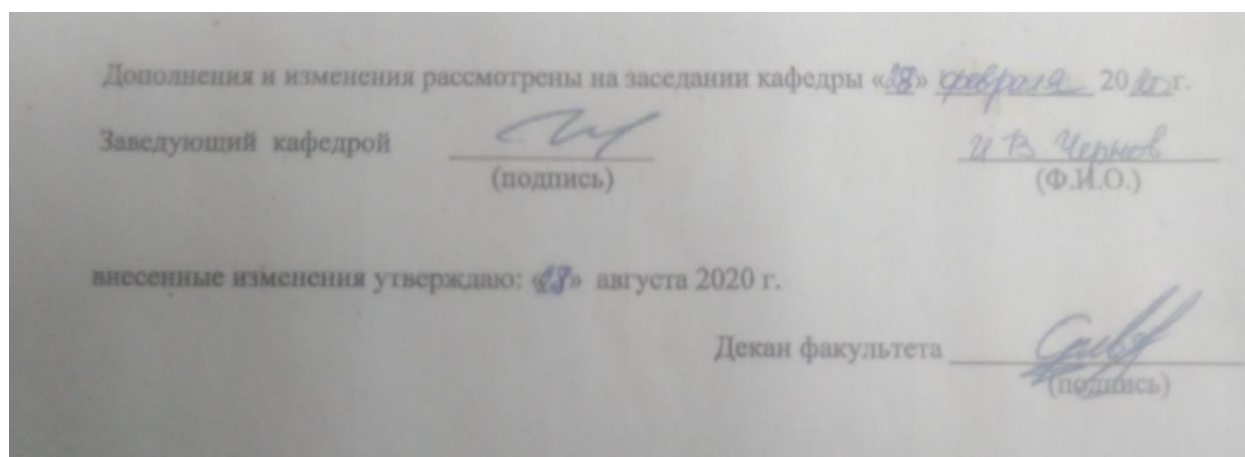 Дополнения и изменения рассмотрены на заседании кафедры «28» февраля 2020 г.
Заведующий кафедрой И В Чернов
(подпись) (Ф.И.О.)
внесенные изменения утверждаю: «» августа 2020 г.
Декан факультета
(подпись)